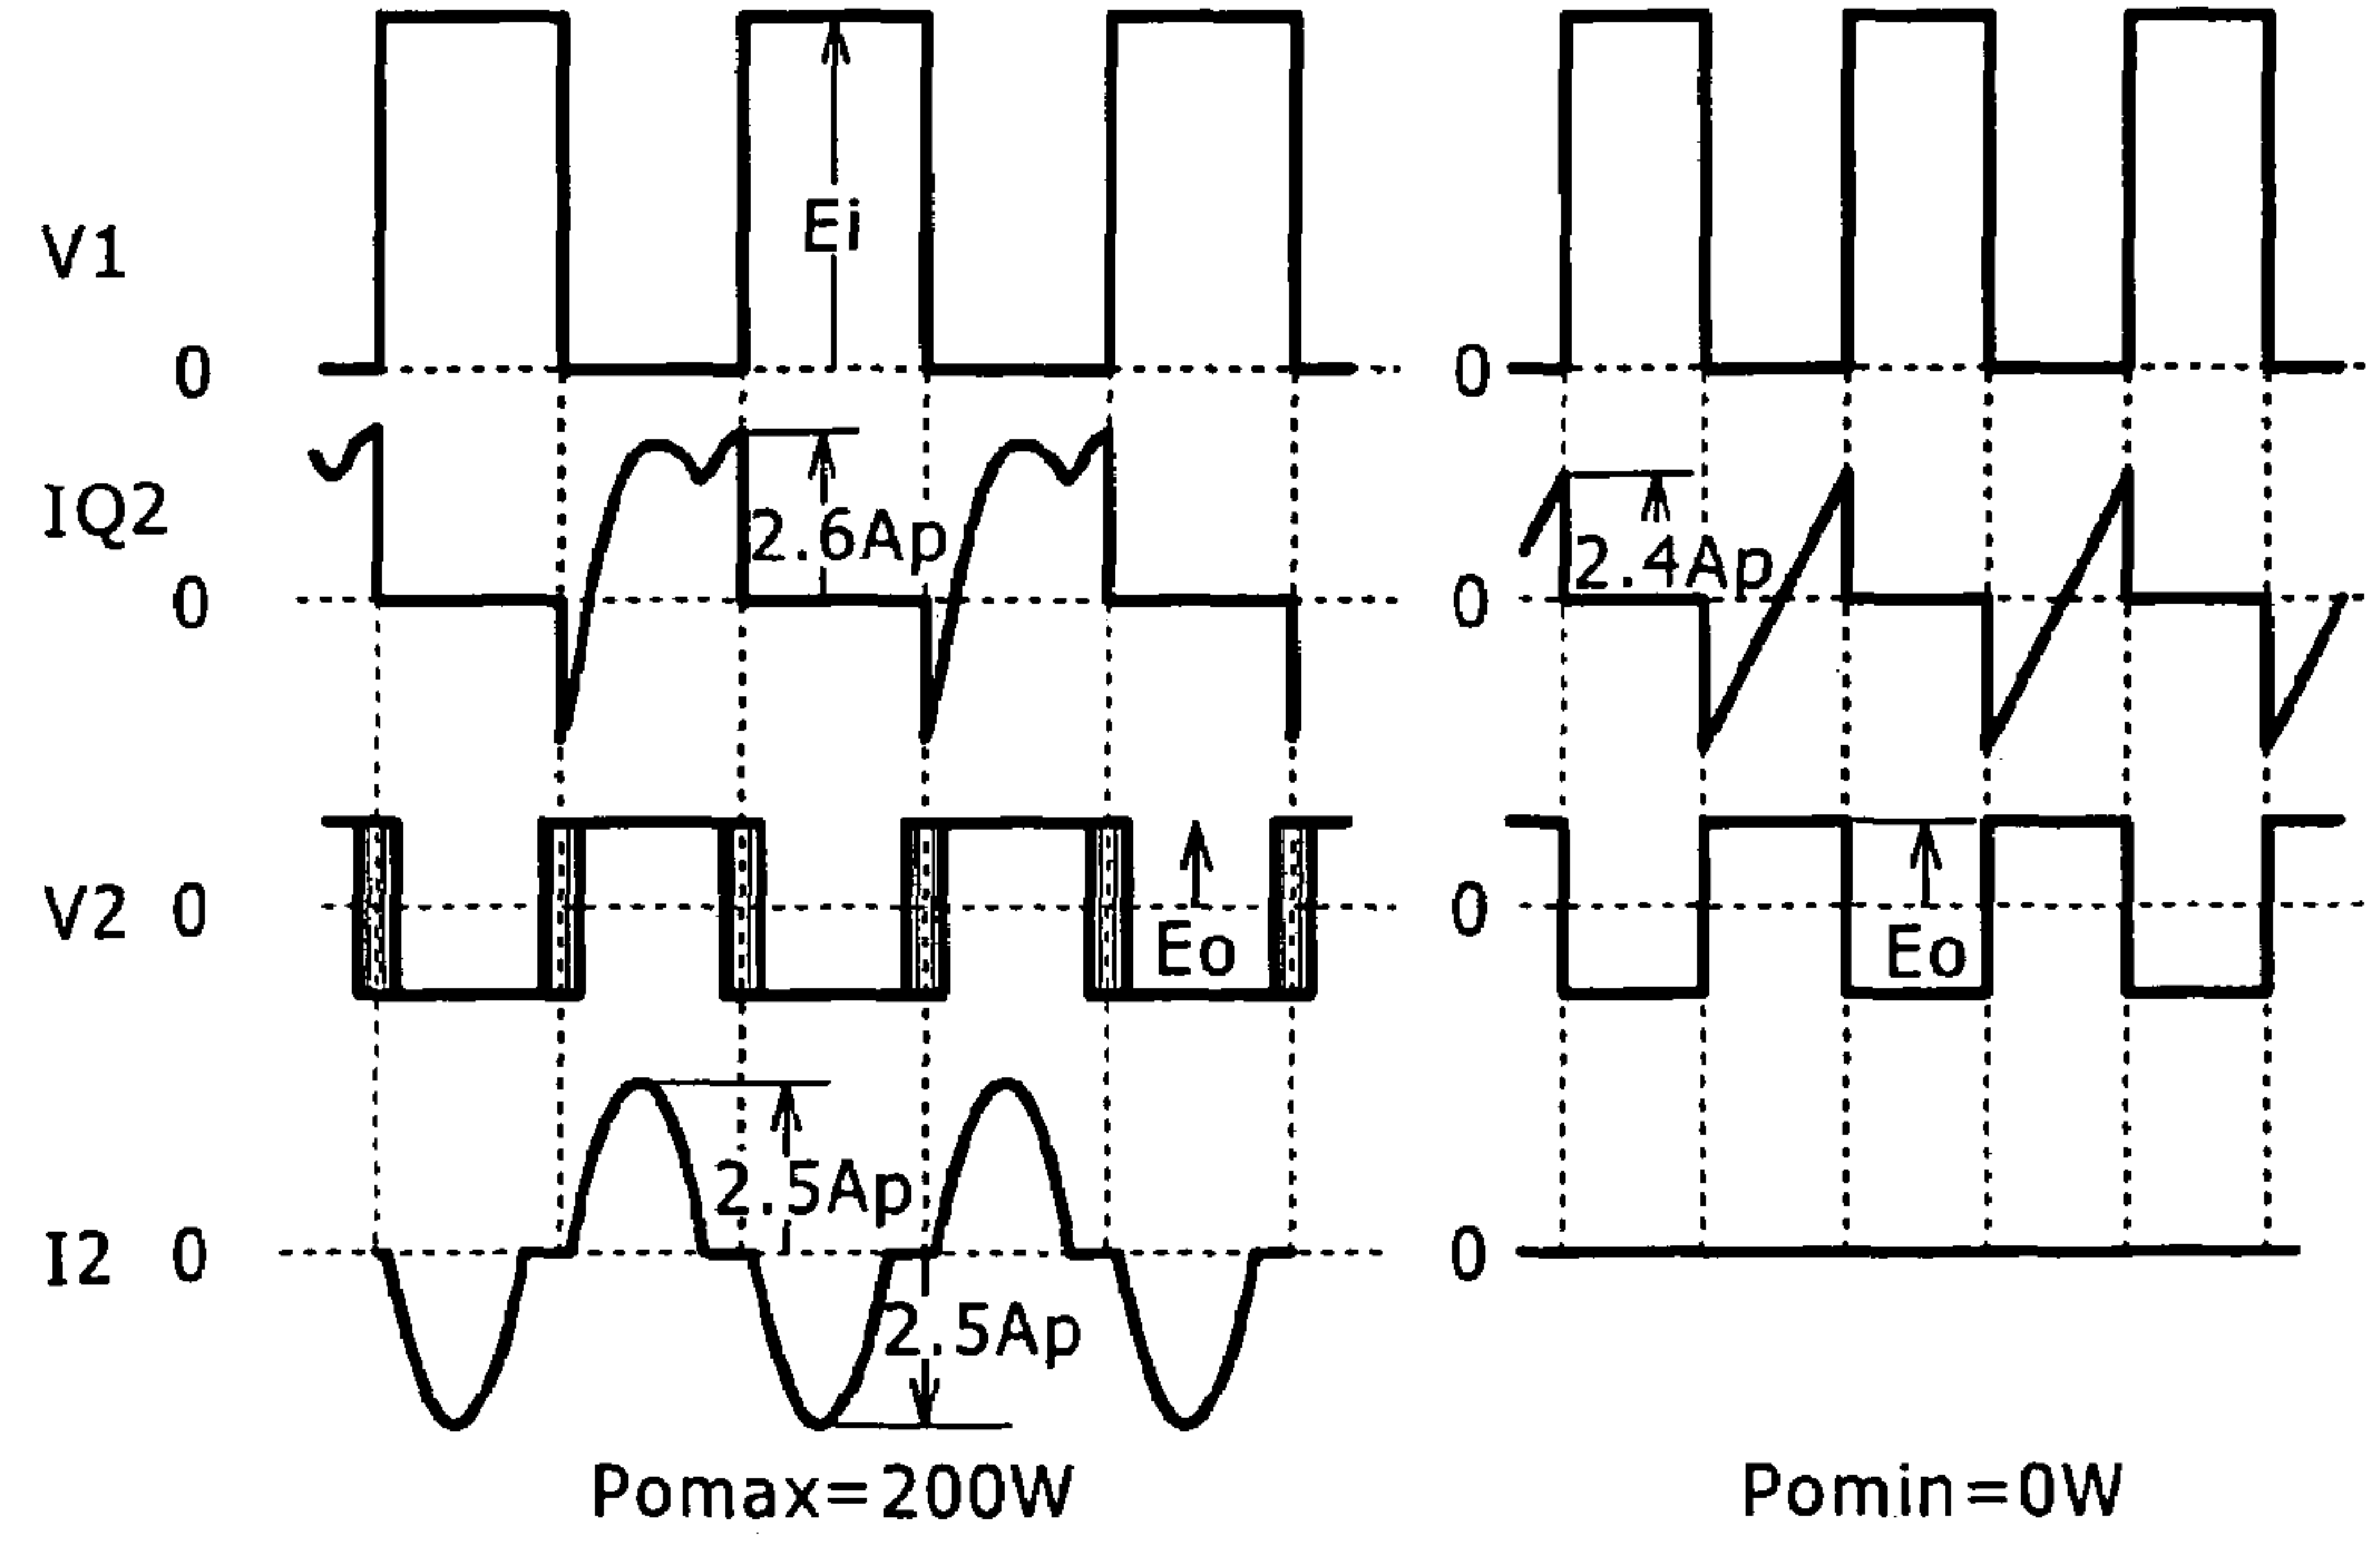 Ei
V1
0 0
IQ2
2.6Ap 2.4Ap
0 0
V2 0 0
Eo Eo
2.5Ap
I2 0 0
2.5Ap
Pomax=200W Pomin=0W